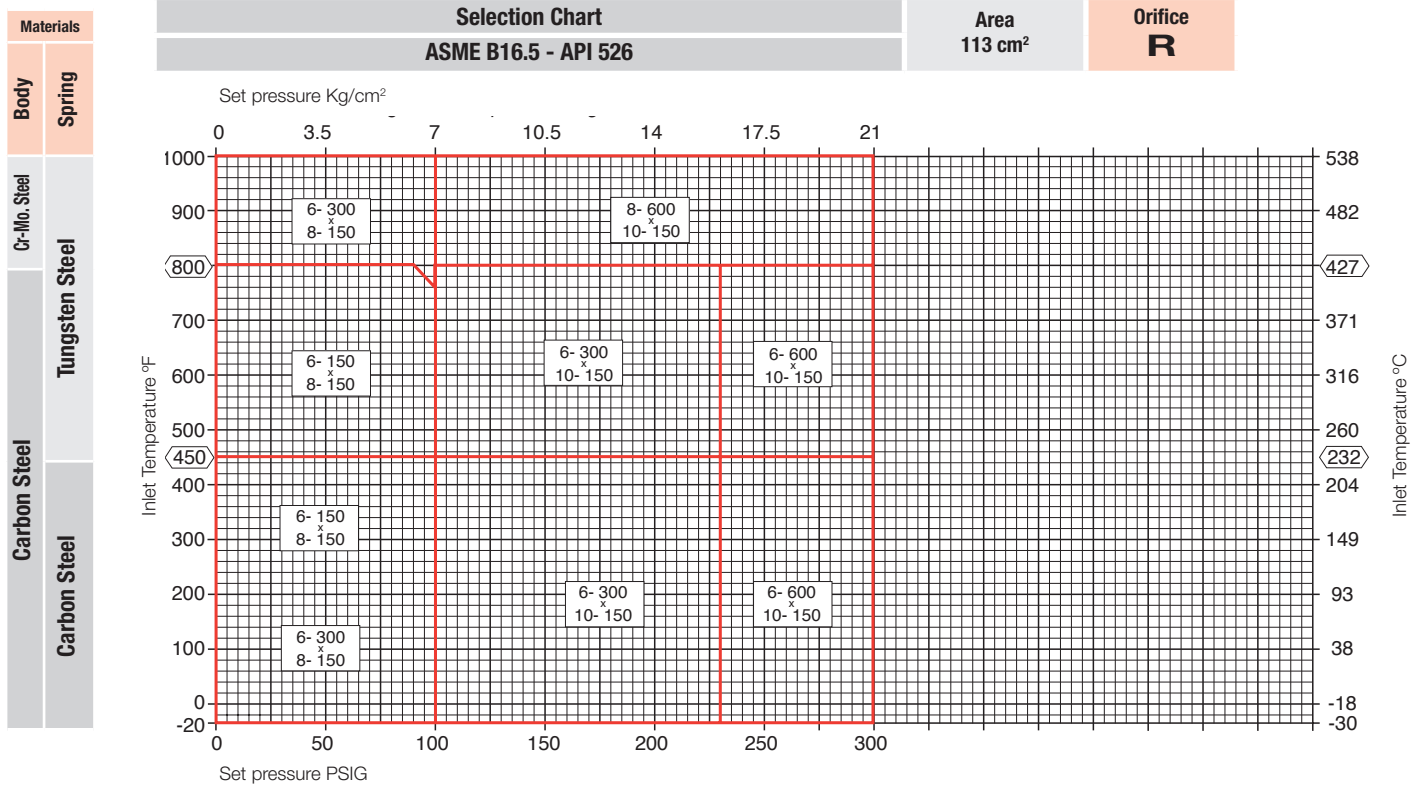 Materials
Body
Spring
Cr-Mo. Steel
Tungsten Steel
Carbon Steel
Carbon Steel
Selection Chart
ASME B16.5 - API 526
Area
113 cm²
Orifice
R
Set pressure Kg/cm²
0 3.5 7 10.5 14 17.5 21
Inlet Temperature ºF
1000
900
800
700
600
500
450
400
300
200
100
0
-20
6- 300
x
8- 150
8- 600
x
10- 150
6- 150
x
8- 150
6- 300
x
10- 150
6- 600
x
10- 150
6- 150
x
8- 150
6- 300
x
8- 150
6- 300
x
10- 150
6- 600
x
10- 150
538
482
427
371
316
260
232
204
149
93
38
-18
-30
Inlet Temperature ºC
0 50 100 150 200 250 300
Set pressure PSIG